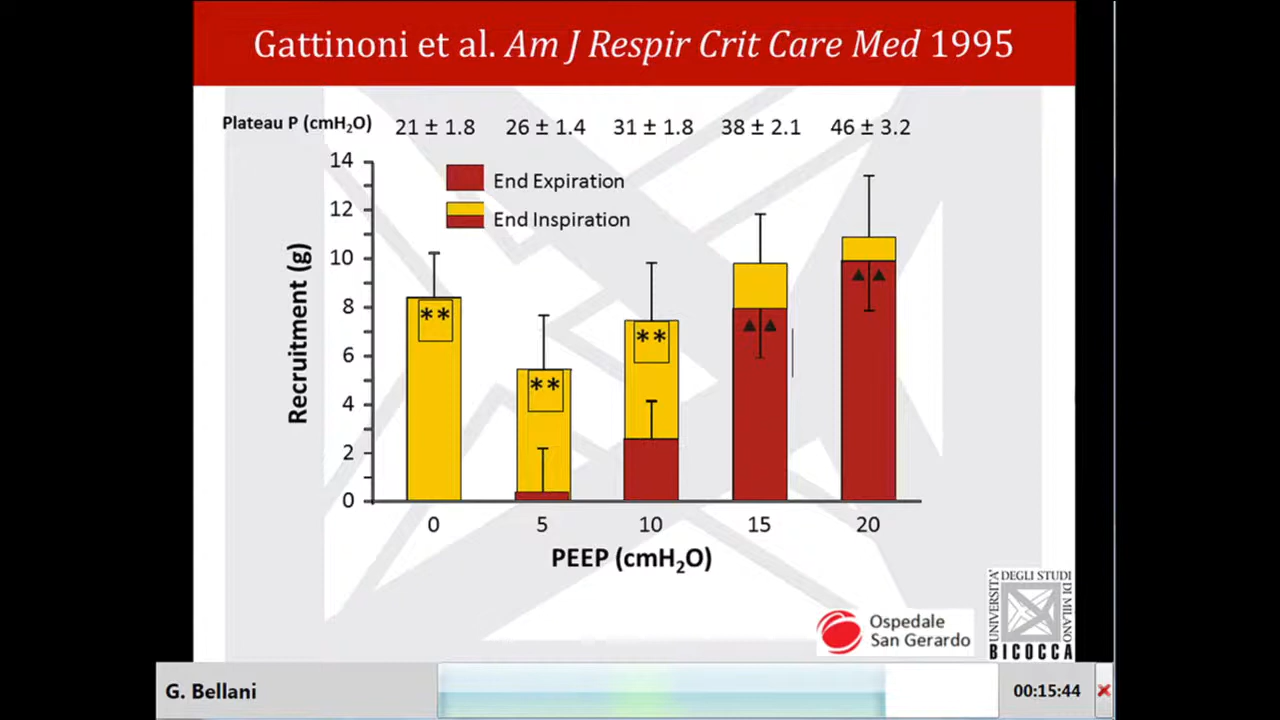 Gattinoni et al. Am J Respir Crit Care Med 1995
Plateau P (cmH₂O) 21 ± 1.8 26 ± 1.4 31 ± 1.8 38 ± 2.1 46 ± 3.2
14
12
10
8
6
4
2
0
Recruitment (g)
End Expiration
End Inspiration
**
**
**
▲▲
▲▲
0 5 10 15 20
PEEP (cmH₂O)
Ospedale
San Gerardo
UNIVERSITA'
DEGLI STUDI
DI MILANO
BICOCCA
G. Bellani
00:15:44